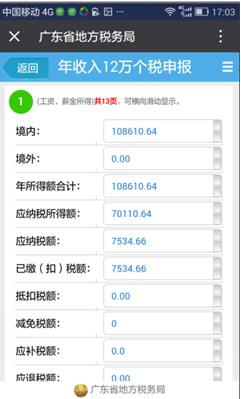 中国移动 4G 17:03
广东省地方税务局
返回 年收入12万个税申报
1 (工资、薪金所得)共13页，可横向滑动显示。
境内： 108610.64
境外： 0.00
年所得额合计： 108610.64
应纳税所得额： 70110.64
应纳税额： 7534.66
已缴（扣）税额： 7534.66
抵扣税额： 0.00
减免税额： 0
应补税额： 0.0
应退税额： 0.00
广东省地方税务局